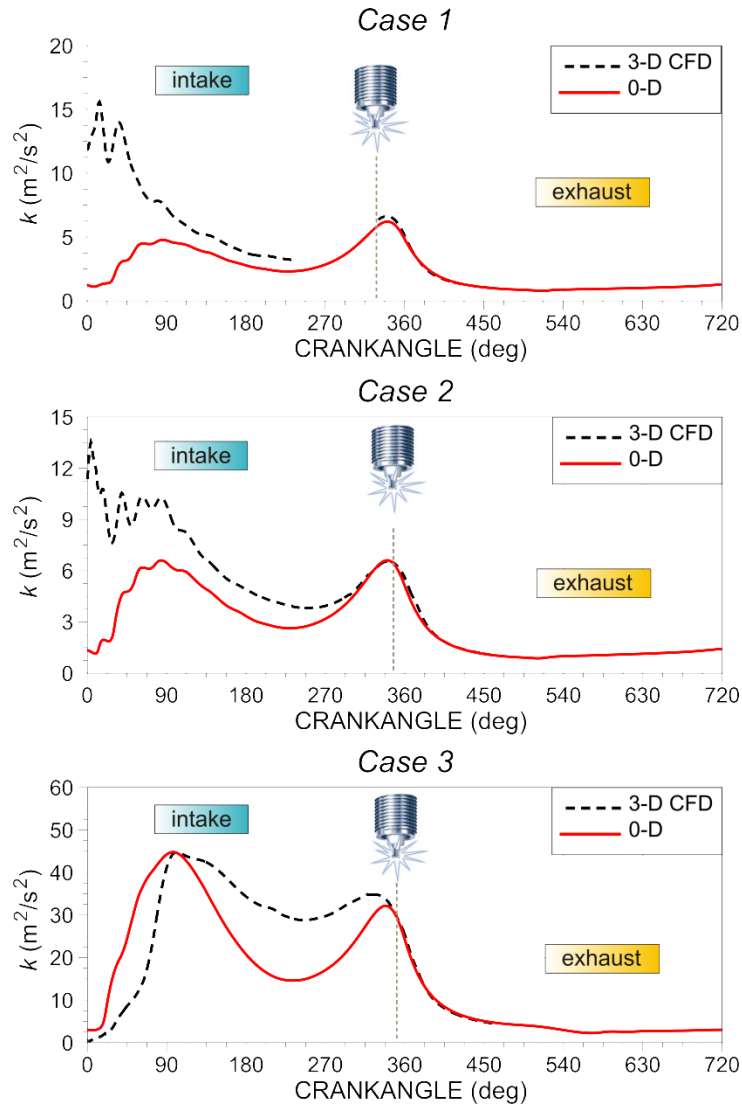 Case 1
20
15
10
5
0
k (m²/s²)
intake
3-D CFD
0-D
exhaust
0 90 180 270 360 450 540 630 720
CRANKANGLE (deg)
Case 2
15
12
9
6
3
0
k (m²/s²)
intake
3-D CFD
0-D
exhaust
0 90 180 270 360 450 540 630 720
CRANKANGLE (deg)
Case 3
60
50
40
30
20
10
0
k (m²/s²)
intake
3-D CFD
0-D
exhaust
0 90 180 270 360 450 540 630 720
CRANKANGLE (deg)